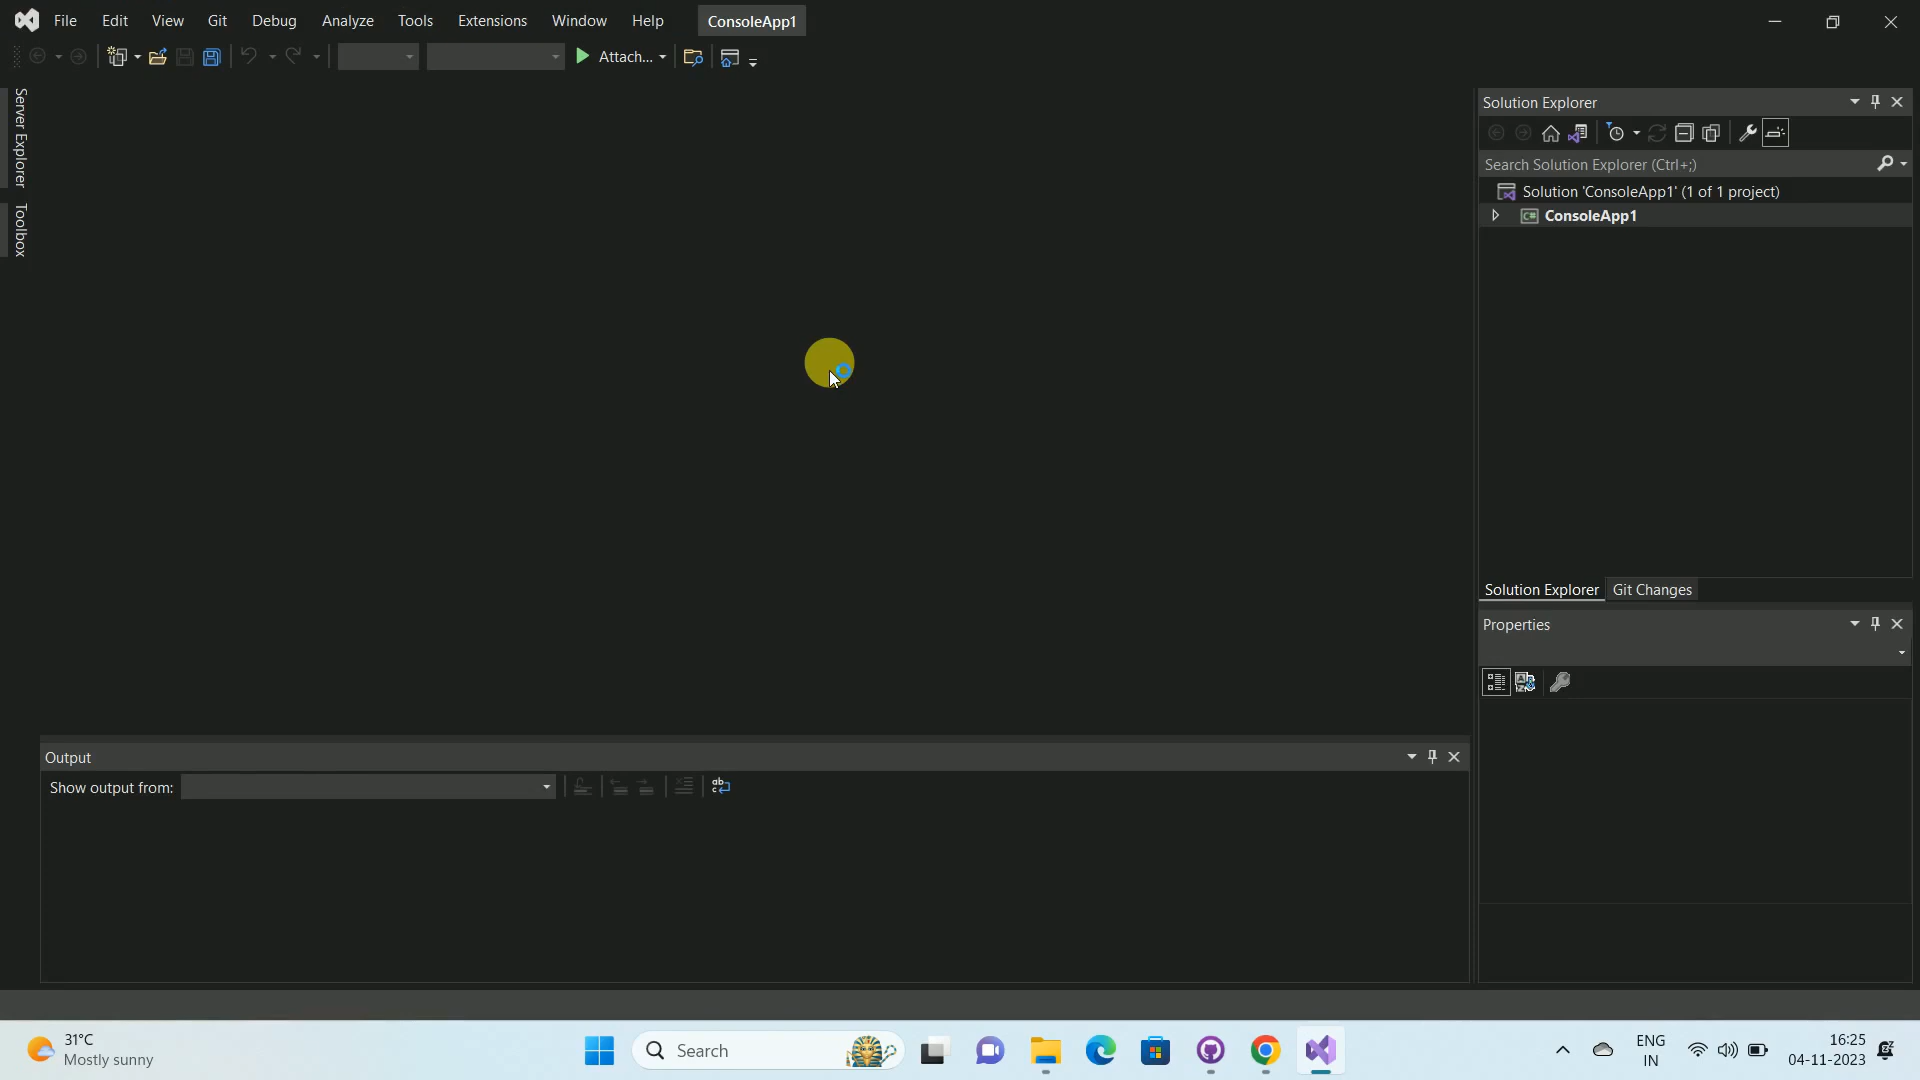 File Edit View Git Debug Analyze Tools Extensions Window Help ConsoleApp1
Attach...
Server Explorer
Toolbox
Solution Explorer
Search Solution Explorer (Ctrl+;)
Solution 'ConsoleApp1' (1 of 1 project)
C# ConsoleApp1
Solution Explorer Git Changes
Properties
Output
Show output from:
31°C
Mostly sunny
Search
ENG
IN
16:25
04-11-2023